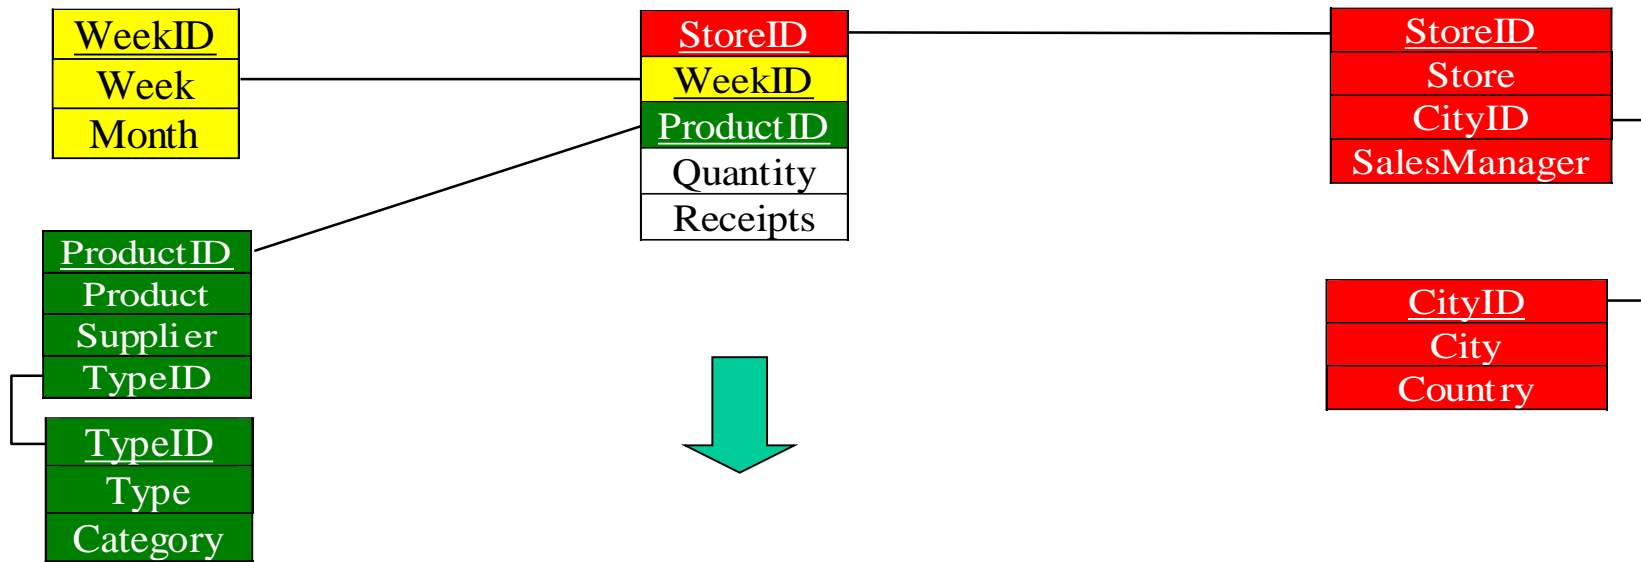 WeekID
Week
Month
StoreID
WeekID
ProductID
Quantity
Receipts
StoreID
Store
CityID
SalesManager
ProductID
Product
Supplier
TypeID
TypeID
Type
Category
CityID
City
Country